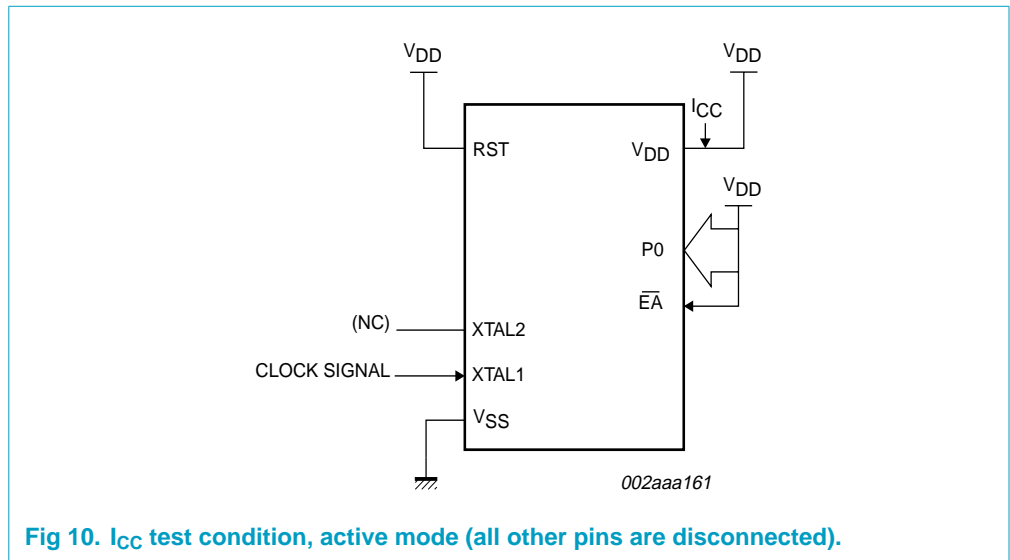 VDD
VDD
ICC
RST
VDD
VDD
P0
EA
(NC)
XTAL2
CLOCK SIGNAL
XTAL1
VSS
002aaa161
Fig 10. ICC test condition, active mode (all other pins are disconnected).